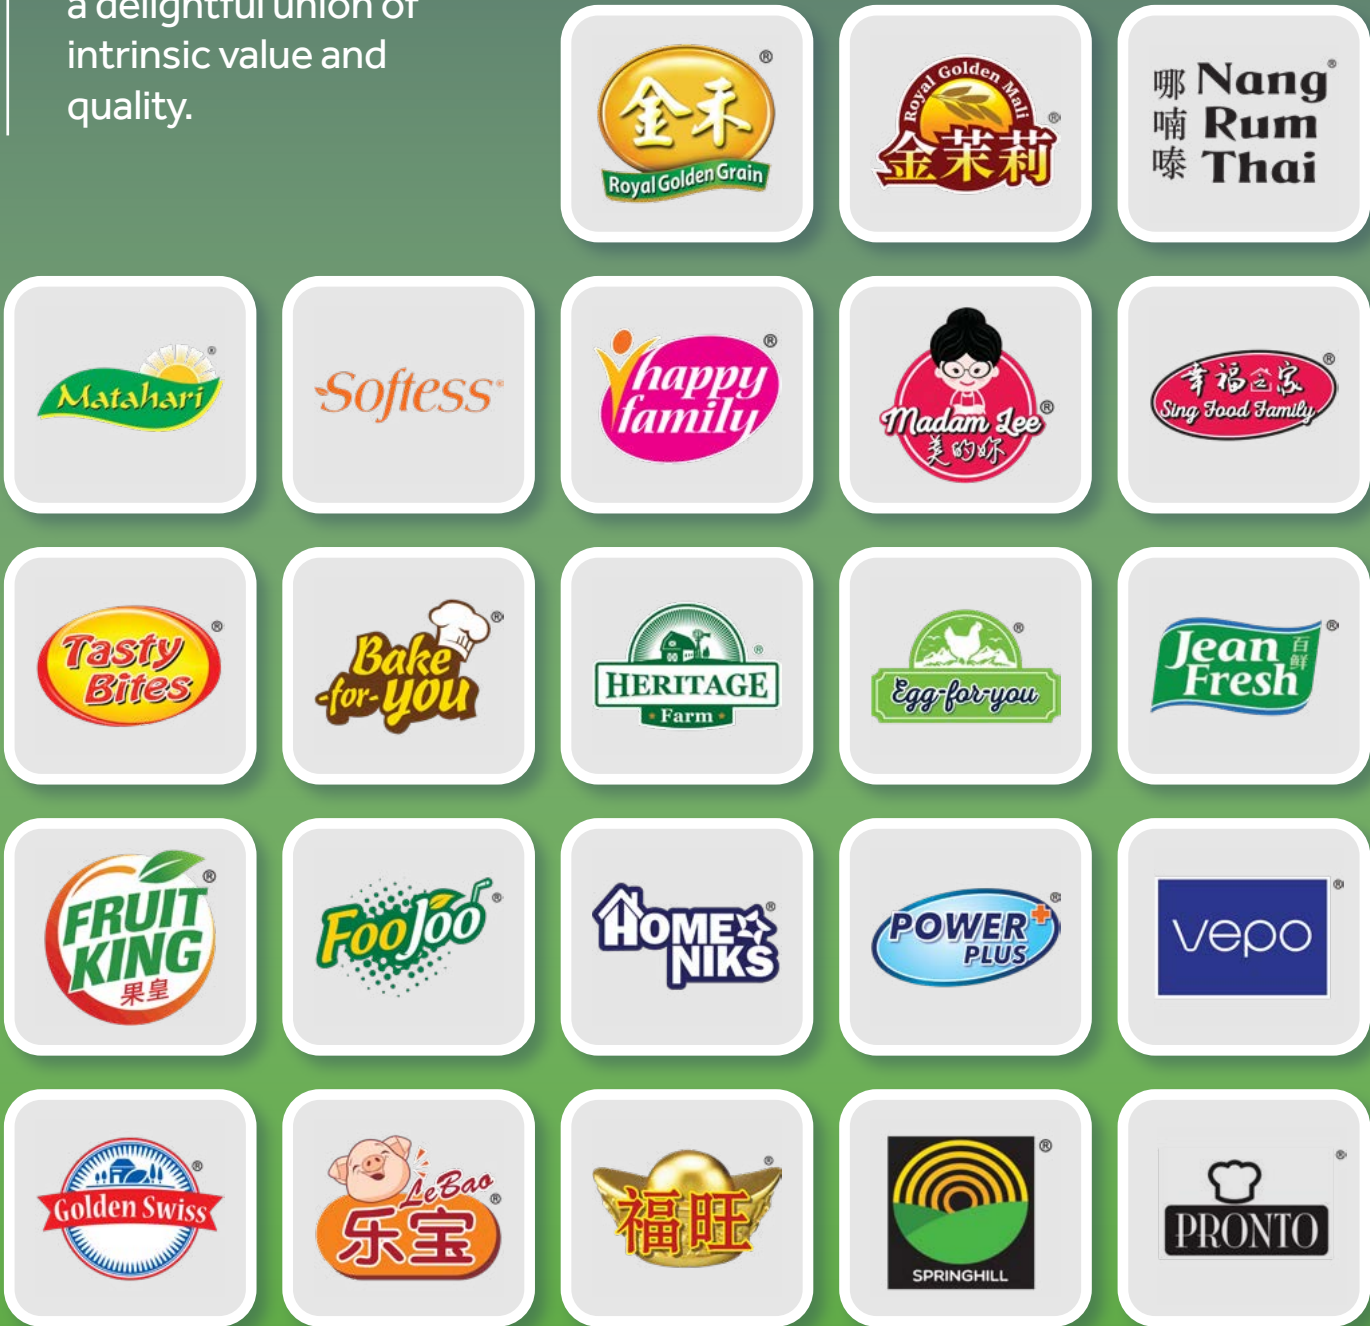 a delightful union of
intrinsic value and
quality.
金禾
Royal Golden Grain
®
Royal Golden Mali
金茉莉
®
哪 Nang®
喃 Rum
嗪 Thai
Matahari
®
Softess®
happy
family
®
Madam Lee
美的妳
®
幸福之家
Sing Food Family
®
Tasty
Bites
®
Bake
-for-you
®
HERITAGE
Farm
®
Egg-for-you
®
Jean
Fresh
百鲜
®
FRUIT
KING
果皇
®
FooJoo
®
HOME
NIKS
®
POWER
PLUS
®
vepo
®
Golden Swiss
®
LeBao
乐宝
®
福旺
®
SPRINGHILL
®
PRONTO
®